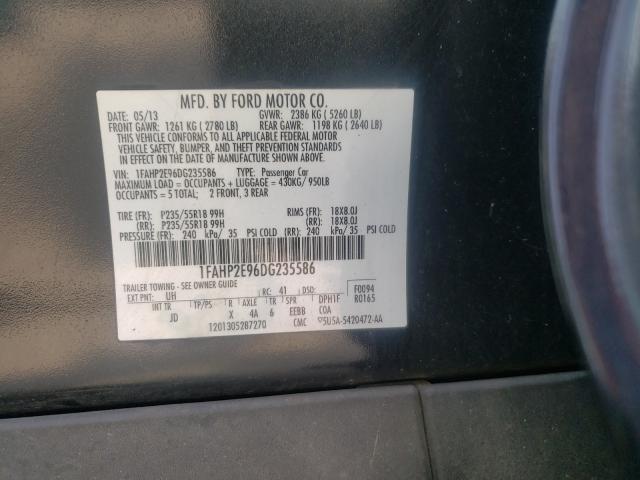 MFD. BY FORD MOTOR CO.
DATE: 05/13 GVWR: 2386 KG ( 5260 LB)
FRONT GAWR: 1261 KG ( 2780 LB) REAR GAWR: 1198 KG ( 2640 LB)
THIS VEHICLE CONFORMS TO ALL APPLICABLE FEDERAL MOTOR
VEHICLE SAFETY, BUMPER, AND THEFT PREVENTION STANDARDS
IN EFFECT ON THE DATE OF MANUFACTURE SHOWN ABOVE.
VIN: 1FAHP2E96DG235586 TYPE: Passenger Car
MAXIMUM LOAD = OCCUPANTS + LUGGAGE = 430KG/ 950LB
OCCUPANTS = 5 TOTAL: 2 FRONT, 3 REAR
TIRE (FR): P235/55R18 99H RIMS (FR): 18X8.0J
(RR): P235/55R18 99H (RR): 18X8.0J
PRESSURE (FR): 240 kPa/ 35 PSI COLD (RR): 240 kPa/ 35 PSI COLD
1FAHP2E96DG235586
TRAILER TOWING - SEE OWNER GUIDE F0094
EXT PNT: UH RC: 41 DSO: R0165
TP/PS R AXLE TR SPR DPH1F
JD X 4A 6 EEBB COA
1201305287270 CMC 5U5A-5420472-AA